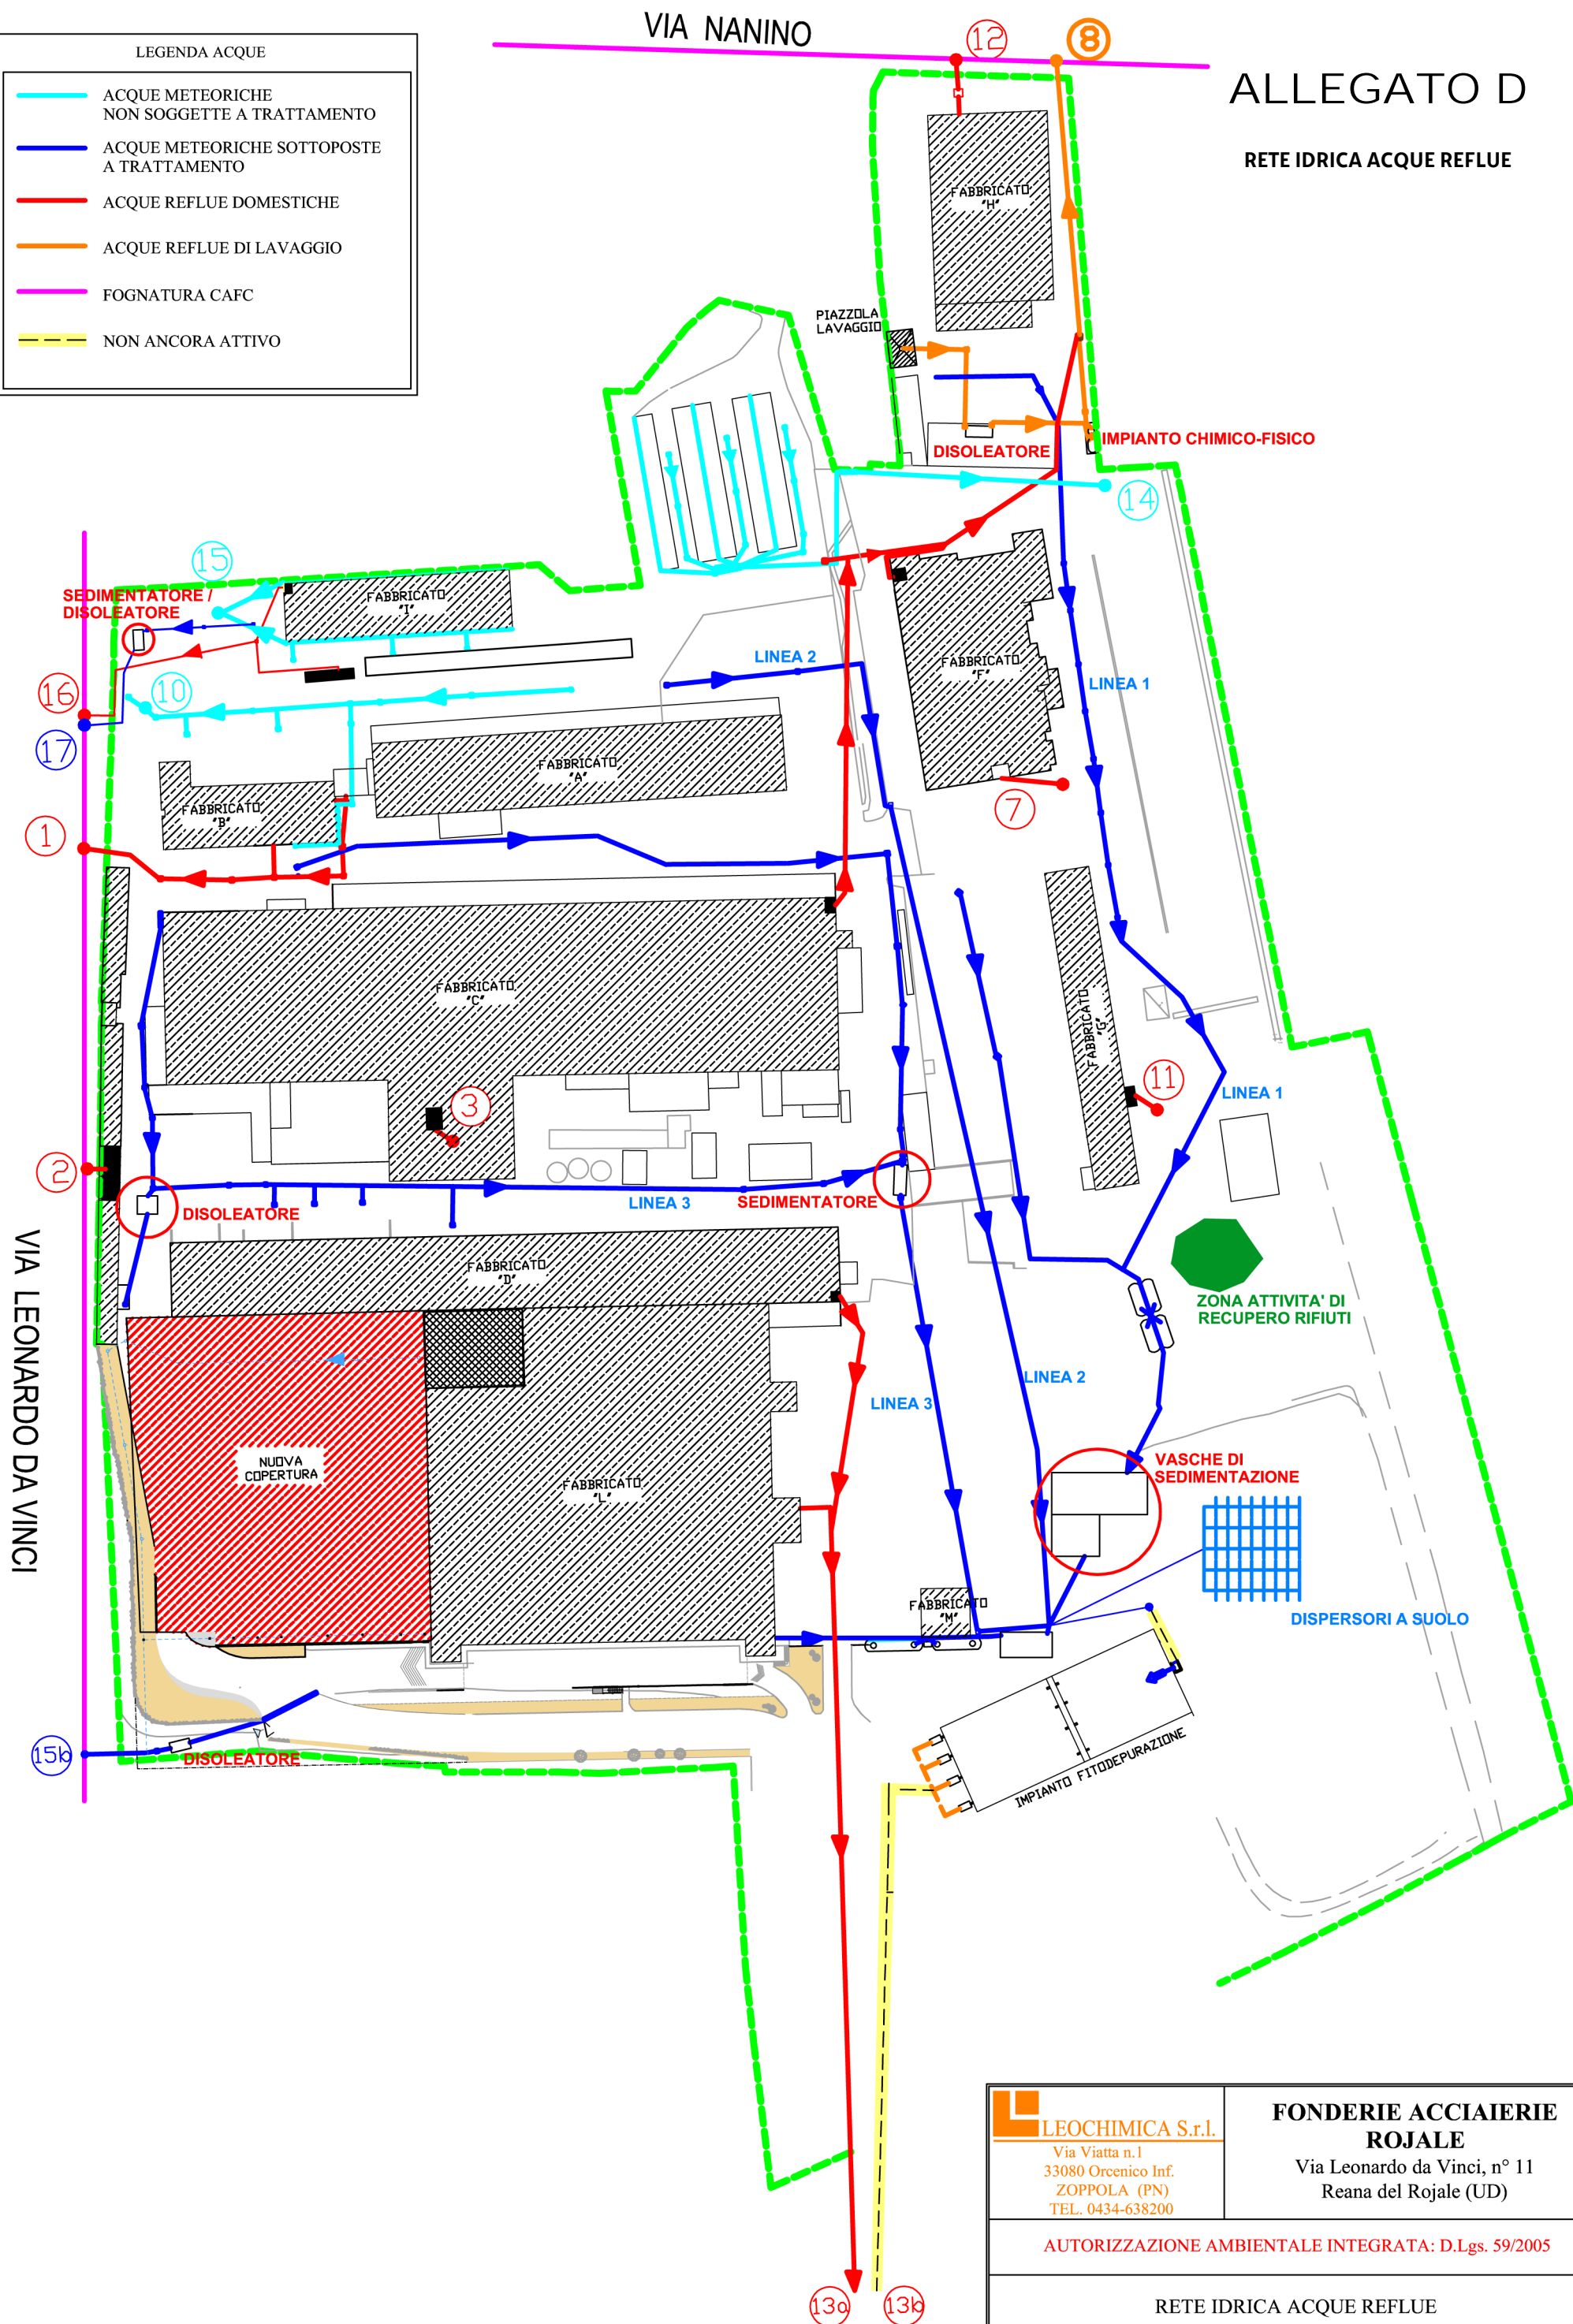 VIA NANINO
12
8
ALLEGATO D
RETE IDRICA ACQUE REFLUE
LEGENDA ACQUE
ACQUE METEORICHE
NON SOGGETTE A TRATTAMENTO
ACQUE METEORICHE SOTTOPOSTE
A TRATTAMENTO
ACQUE REFLUE DOMESTICHE
ACQUE REFLUE DI LAVAGGIO
FOGNATURA CAFC
NON ANCORA ATTIVO
FABBRICATO
"H"
PIAZZOLA
LAVAGGIO
DISOLEATORE
IMPIANTO CHIMICO-FISICO
14
15
SEDIMENTATORE /
DISOLEATORE
FABBRICATO
"I"
LINEA 2
FABBRICATO
"F"
LINEA 1
16
10
17
FABBRICATO
"A"
FABBRICATO
"B"
7
1
FABBRICATO
"C"
FABBRICATO
"G"
3
11
LINEA 1
2
DISOLEATORE
LINEA 3
SEDIMENTATORE
FABBRICATO
"D"
ZONA ATTIVITA' DI
RECUPERO RIFIUTI
VIA LEONARDO DA VINCI
LINEA 2
LINEA 3
NUOVA
COPERTURA
FABBRICATO
"L"
VASCHE DI
SEDIMENTAZIONE
FABBRICATO
"M"
DISPERSORI A SUOLO
15b
DISOLEATORE
IMPIANTO FITODEPURAZIONE
13a
13b
LEOCHIMICA S.r.l.
Via Viatta n.1
33080 Orcenico Inf.
ZOPPOLA (PN)
TEL. 0434-638200
FONDERIE ACCIAIERIE
ROJALE
Via Leonardo da Vinci, n° 11
Reana del Rojale (UD)
AUTORIZZAZIONE AMBIENTALE INTEGRATA: D.Lgs. 59/2005
RETE IDRICA ACQUE REFLUE